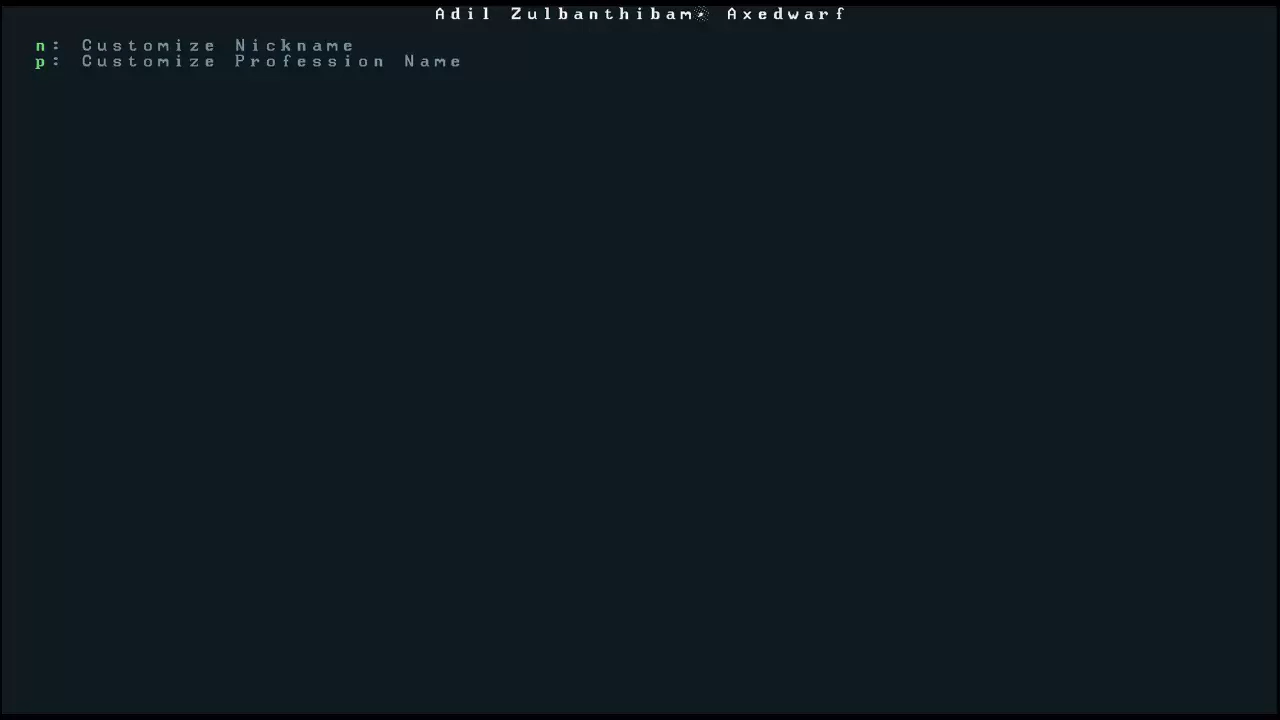 Adil Zulbanthibam, Axedwarf
n: Customize Nickname
p: Customize Profession Name